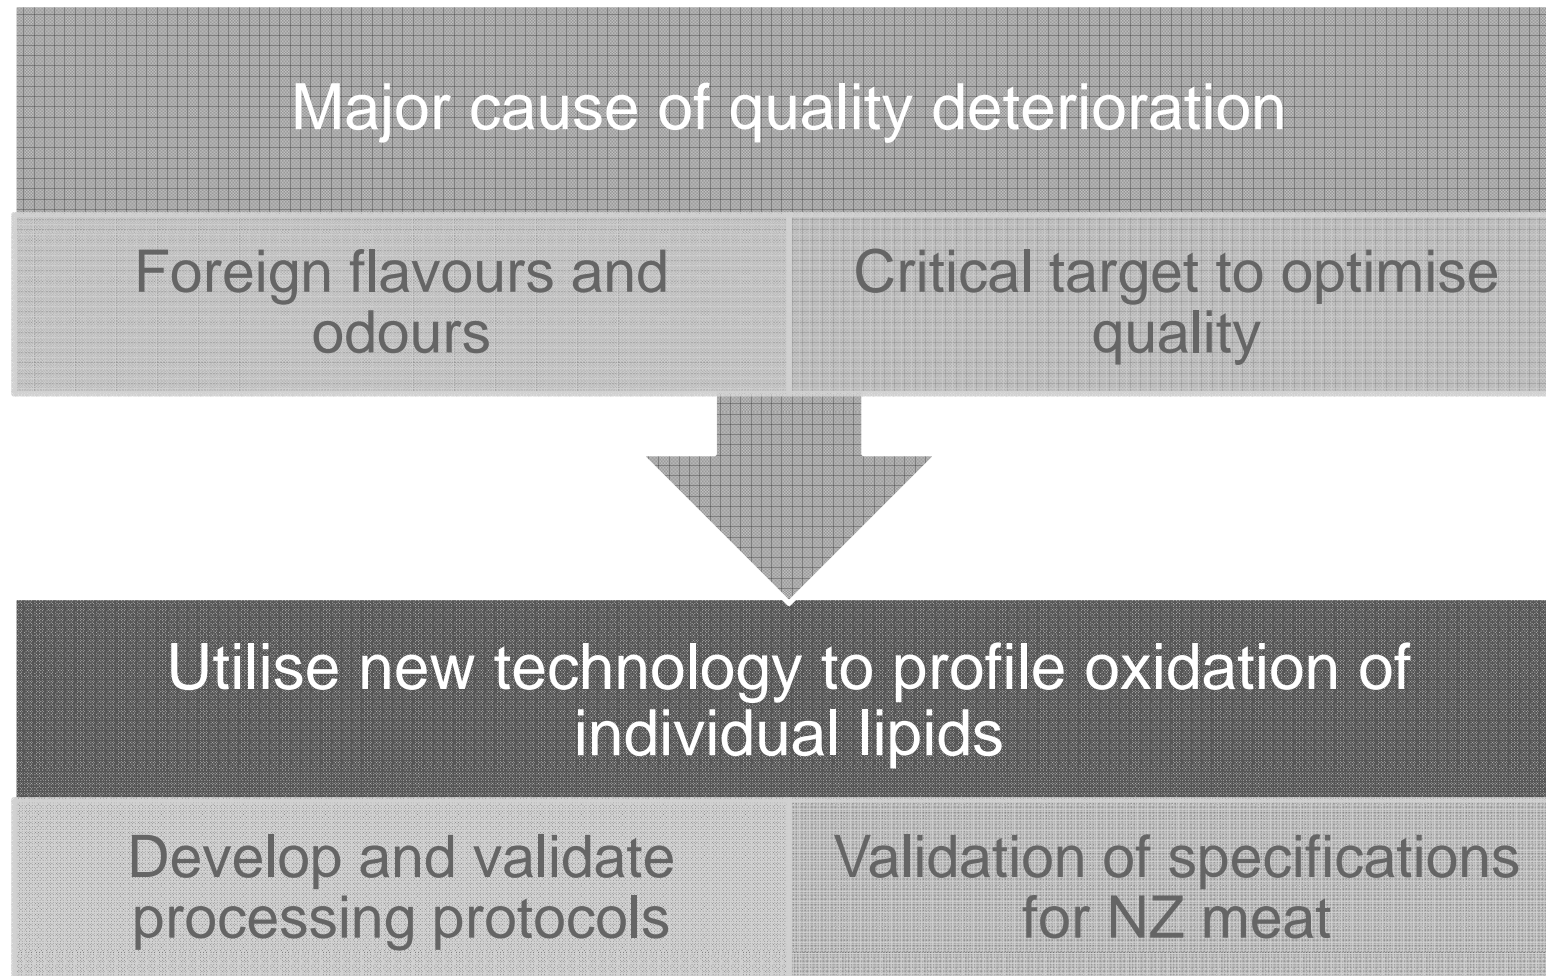 Major cause of quality deterioration
Foreign flavours and
odours
Critical target to optimise
quality
Utilise new technology to profile oxidation of
individual lipids
Develop and validate
processing protocols
Validation of specifications
for NZ meat